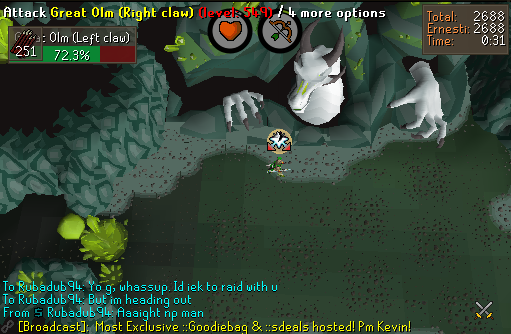 Attack Great Olm (Right claw) (level: 549) / 4 more options
Olm (Left claw)
251
72.3%
Total: 2688
Ernesti: 2688
Time: 0:31
To Rubadub94: Yo g, whassup. Id iek to raid with u
To Rubadub94: But im heading out
From S Rubadub94: Aaaight np man
[Broadcast]: Most Exclusive ::Goodiebag & ::sdeals hosted! Pm Kevin!